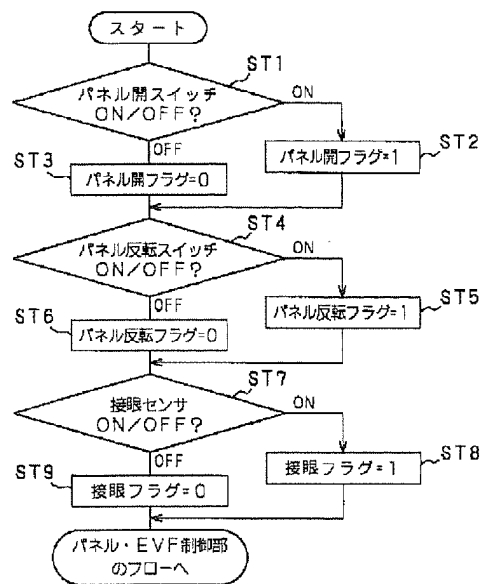 スタート
ST1
パネル開スイッチ
ON/OFF?
ON
OFF
ST2
パネル開フラグ=1
ST3
パネル開フラグ=0
ST4
パネル反転スイッチ
ON/OFF?
ON
OFF
ST5
パネル反転フラグ=1
ST6
パネル反転フラグ=0
ST7
接眼センサ
ON/OFF?
ON
OFF
ST8
接眼フラグ=1
ST9
接眼フラグ=0
パネル・EVF制御部
のフローへ